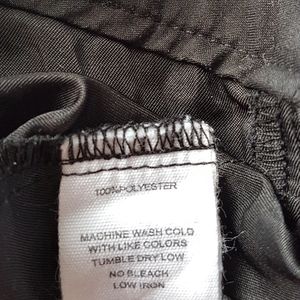 100%POLYESTER
MACHINE WASH COLD
WITH LIKE COLORS
TUMBLE DRY LOW
NO BLEACH
LOW IRON